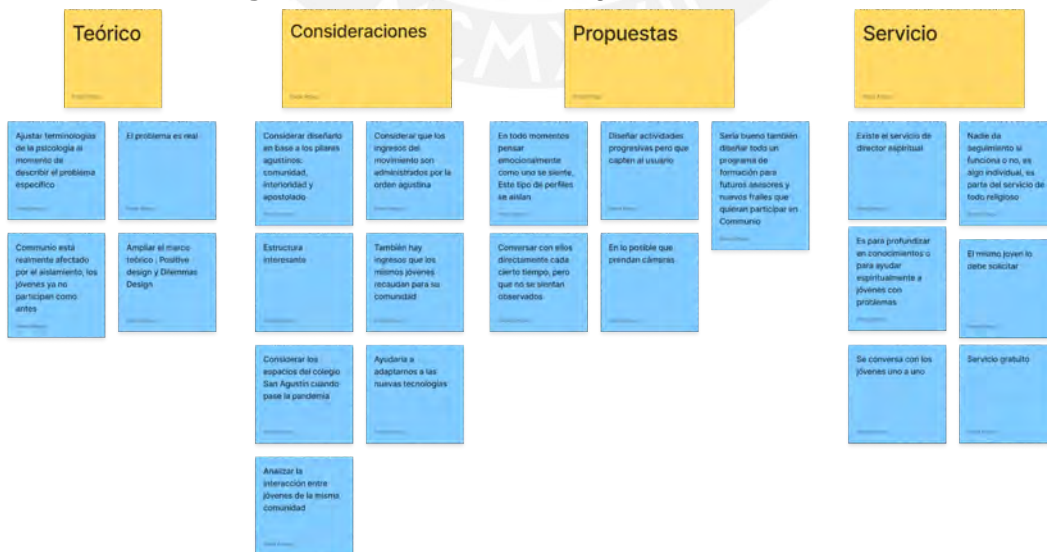 Teórico
Consideraciones
Propuestas
Servicio
Ajustar terminologías
de la psicología al
momento de
describir el problema
específico
El problema es real
Communio está
realmente afectado
por el aislamiento, los
jóvenes ya no
participan como
antes
Ampliar el marco
teórico , Positive
design y Dilemmas
Design
Considerar diseñarlo
en base a los pilares
agustinos:
comunidad,
interioridad y
apostolado
Considerar que los
ingresos del
movimiento son
administrados por la
orden agustina
Estructura
interesante
También hay
ingresos que los
mismos jóvenes
recaudan para su
comunidad
Considerar los
espacios del colegio
San Agustín cuando
pase la pandemia
Ayudaría a
adaptarnos a las
nuevas tecnologías
Analizar la
interacción entre
jóvenes de la misma
comunidad
En todo momentos
pensar
emocionalmente
como uno se siente,
Este tipo de perfiles
se aíslan
Diseñar actividades
progresivas pero que
capten al usuario
Sería bueno también
diseñar todo un
programa de
formación para
futuros asesores y
nuevos frailes que
quieran participar en
Communio
Conversar con ellos
directamente cada
cierto tiempo, pero
que no se sientan
observados
En lo posible que
prendan cámaras
Existe el servicio de
director espiritual
Nadie da
seguimiento si
funciona o no, es
algo individual, es
parte del servicio de
todo religioso
Es para profundizar
en conocimientos o
para ayudar
espiritualmente a
jóvenes con
problemas
El mismo joven lo
debe solicitar
Se conversa con los
jóvenes uno a uno
Servicio gratuito